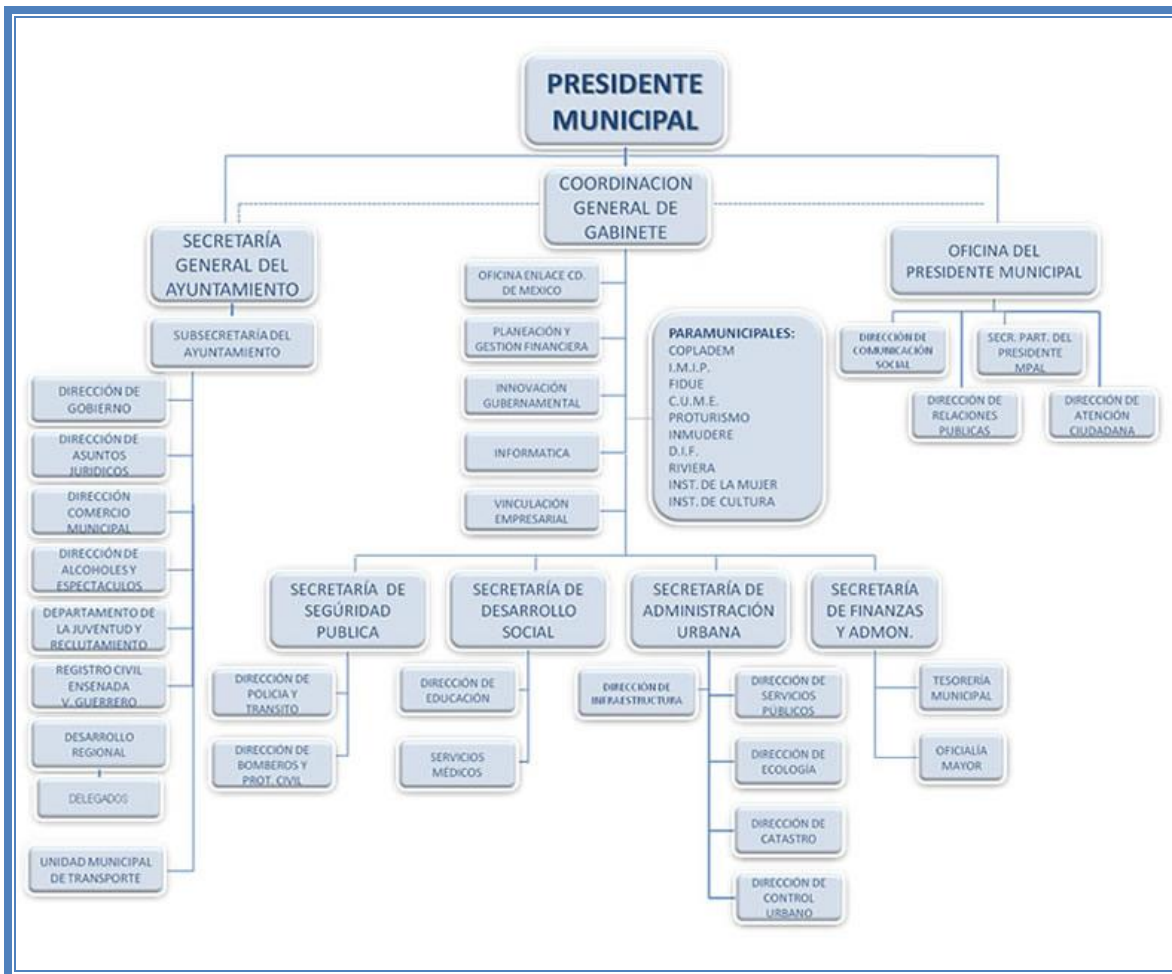 PRESIDENTE
MUNICIPAL
COORDINACION
GENERAL DE
GABINETE
SECRETARÍA
GENERAL DEL
AYUNTAMIENTO
OFICINA DEL
PRESIDENTE MUNICIPAL
SUBSECRETARÍA DEL
AYUNTAMIENTO
DIRECCIÓN DE
GOBIERNO
DIRECCIÓN DE
ASUNTOS
JURIDICOS
DIRECCIÓN
COMERCIO
MUNICIPAL
DIRECCIÓN DE
ALCOHOLES Y
ESPECTACULOS
DEPARTAMENTO DE
LA JUVENTUD Y
RECLUTAMIENTO
REGISTRO CIVIL
ENSENADA
V. GUERRERO
DESARROLLO
REGIONAL
DELEGADOS
UNIDAD MUNICIPAL
DE TRANSPORTE
OFICINA ENLACE CD.
DE MEXICO
PLANEACIÓN Y
GESTION FINANCIERA
INNOVACIÓN
GUBERNAMENTAL
INFORMATICA
VINCULACIÓN
EMPRESARIAL
PARAMUNICIPALES:
COPLADEM
I.M.I.P.
FIDUE
C.U.M.E.
PROTURISMO
INMUDERE
D.I.F.
RIVIERA
INST. DE LA MUJER
INST. DE CULTURA
DIRECCIÓN DE
COMUNICACIÓN
SOCIAL
SECR. PART. DEL
PRESIDENTE
MPAL
DIRECCIÓN DE
RELACIONES
PUBLICAS
DIRECCIÓN DE
ATENCIÓN
CIUDADANA
SECRETARÍA DE
SEGÚRIDAD
PUBLICA
DIRECCIÓN DE
POLICIA Y
TRANSITO
DIRECCIÓN DE
BOMBEROS Y
PROT. CIVIL
SECRETARÍA DE
DESARROLLO
SOCIAL
DIRECCIÓN DE
EDUCACIÓN
SERVICIOS
MÉDICOS
SECRETARÍA DE
ADMINISTRACIÓN
URBANA
DIRECCIÓN DE
INFRAESTRUCTURA
DIRECCIÓN DE
SERVICIOS
PÚBLICOS
DIRECCIÓN DE
ECOLOGÍA
DIRECCIÓN DE
CATASTRO
DIRECCIÓN DE
CONTROL
URBANO
SECRETARÍA
DE FINANZAS
Y ADMON.
TESORERÍA
MUNICIPAL
OFICIALÍA
MAYOR